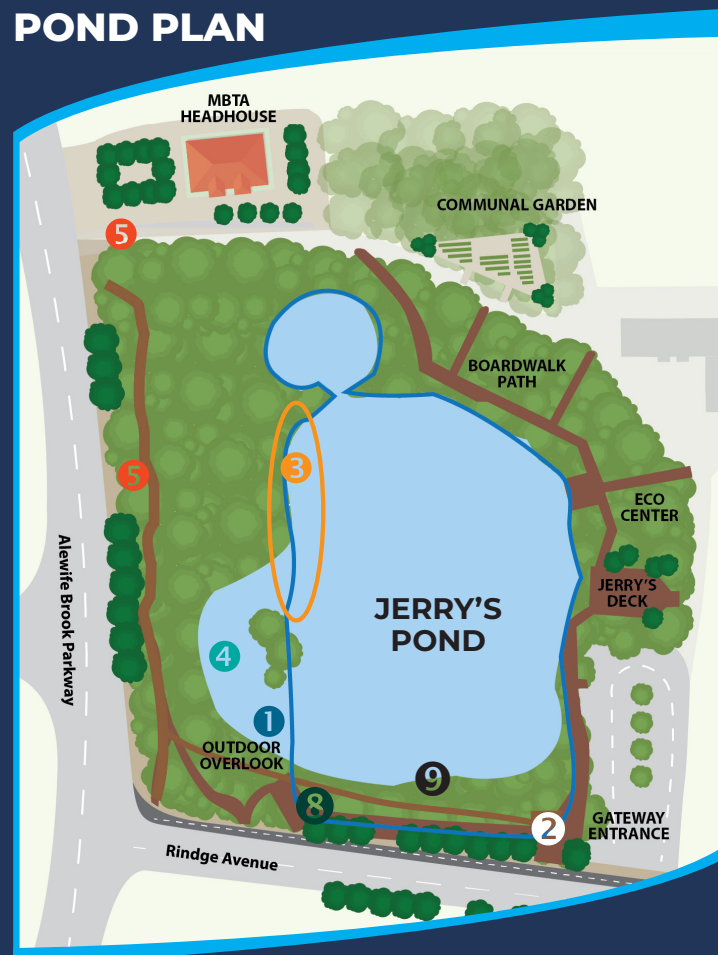 POND PLAN
MBTA
HEADHOUSE
COMMUNAL GARDEN
5
BOARDWALK
PATH
3
5
ECO
CENTER
Alewife Brook Parkway
JERRY'S
DECK
JERRY'S
POND
4
1
OUTDOOR
OVERLOOK
9
8
2
GATEWAY
ENTRANCE
Rindge Avenue